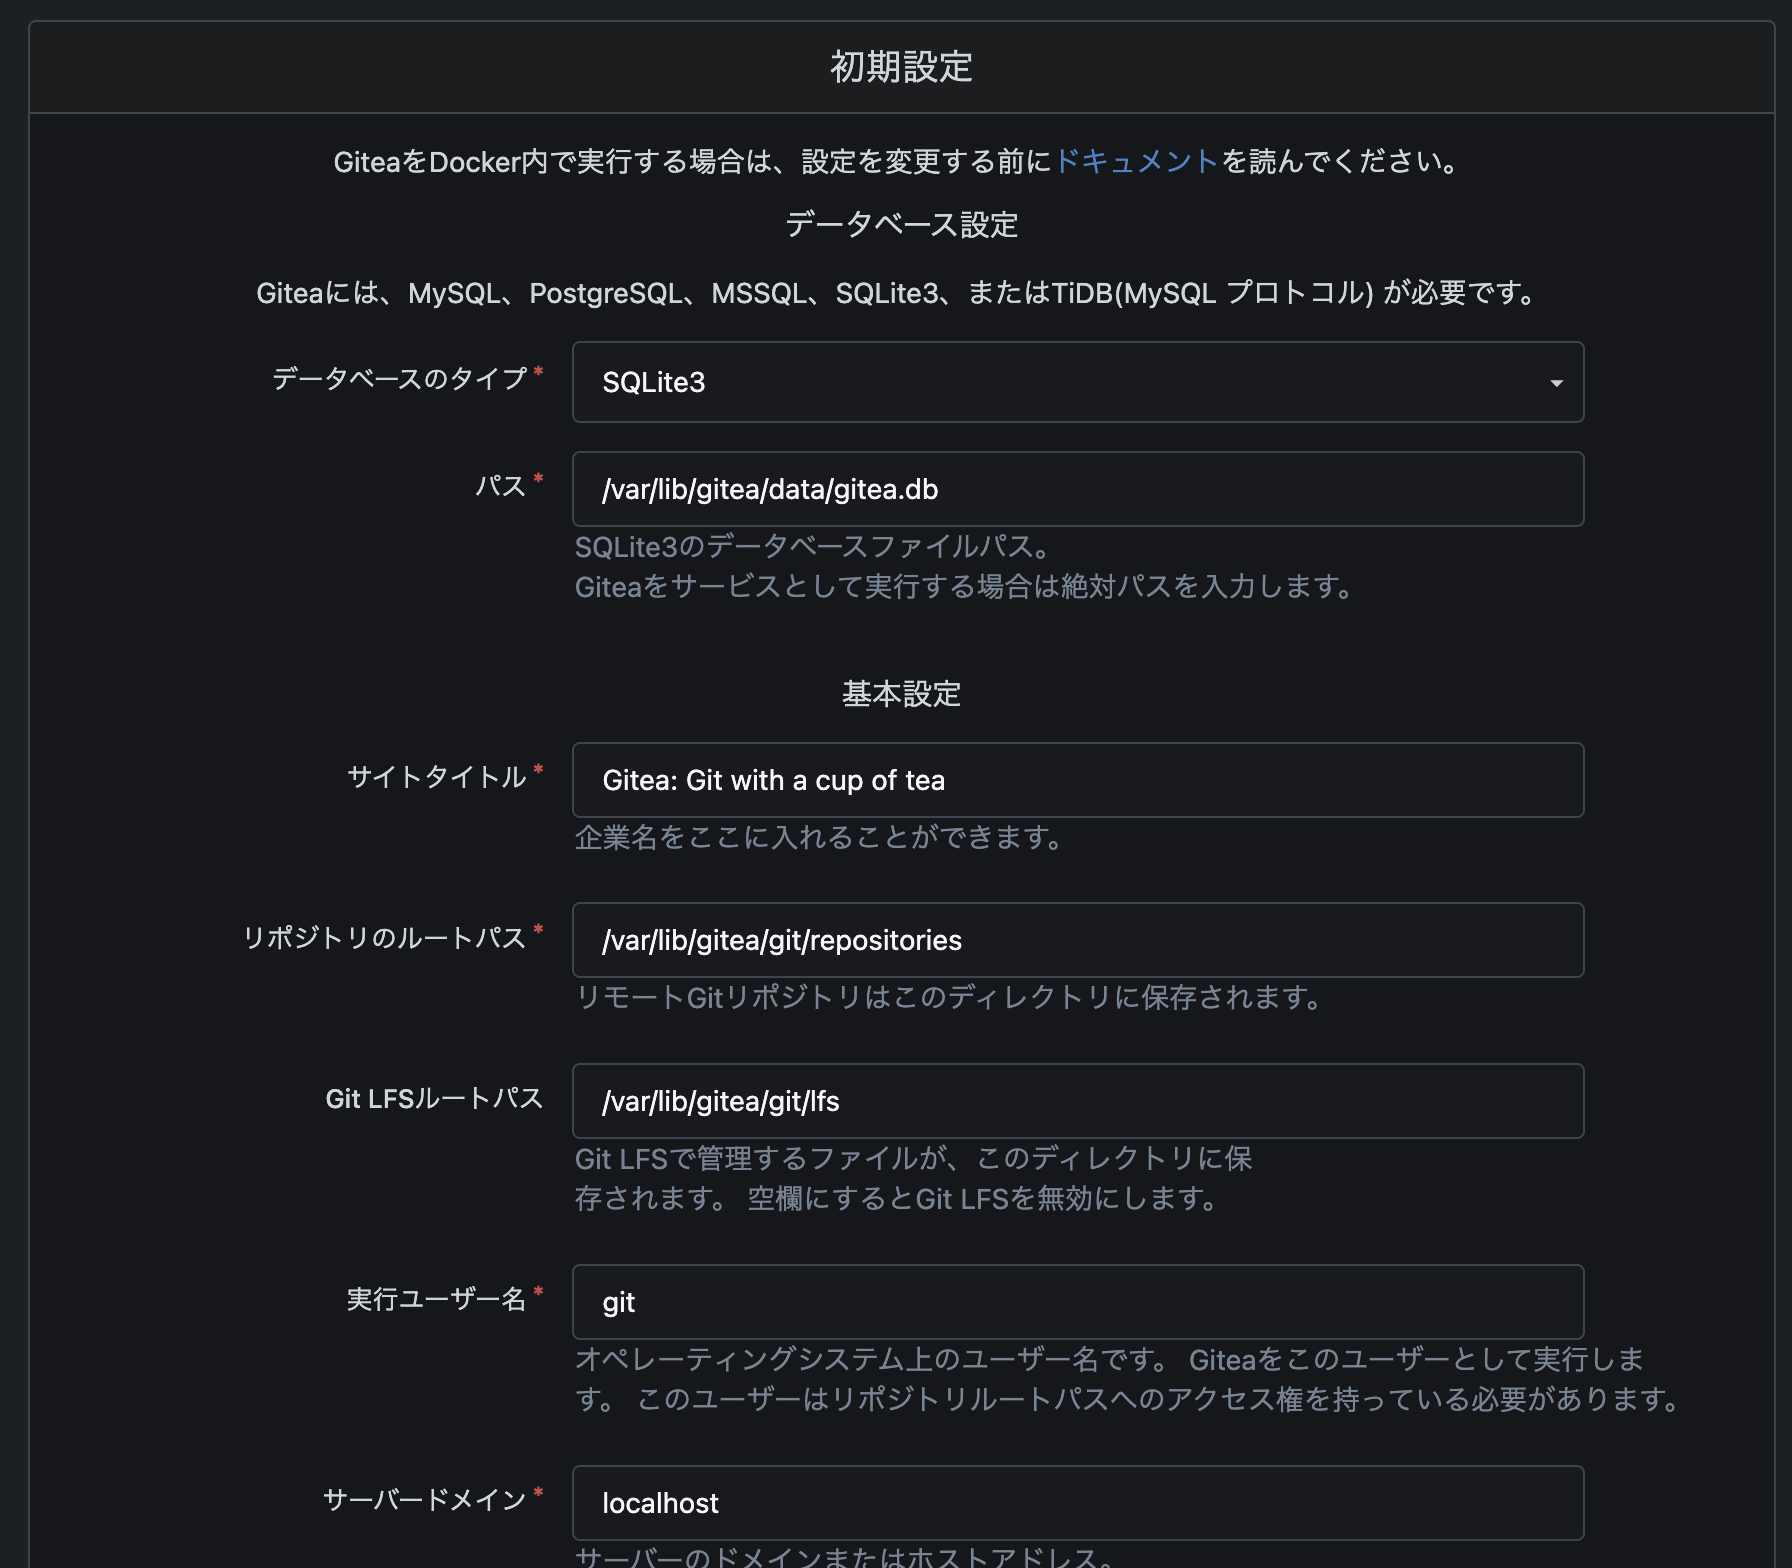 初期設定
GiteaをDocker内で実行する場合は、設定を変更する前にドキュメントを読んでください。
データベース設定
Giteaには、MySQL、PostgreSQL、MSSQL、SQLite3、またはTiDB(MySQL プロトコル) が必要です。
データベースのタイプ*
SQLite3
パス*
/var/lib/gitea/data/gitea.db
SQLite3のデータベースファイルパス。
Giteaをサービスとして実行する場合は絶対パスを入力します。
基本設定
サイトタイトル*
Gitea: Git with a cup of tea
企業名をここに入れることができます。
リポジトリのルートパス*
/var/lib/gitea/git/repositories
リモートGitリポジトリはこのディレクトリに保存されます。
Git LFSルートパス
/var/lib/gitea/git/lfs
Git LFSで管理するファイルが、このディレクトリに保
存されます。 空欄にするとGit LFSを無効にします。
実行ユーザー名*
git
オペレーティングシステム上のユーザー名です。 Giteaをこのユーザーとして実行しま
す。 このユーザーはリポジトリルートパスへのアクセス権を持っている必要があります。
サーバードメイン*
localhost
サーバーのドメインまたはホストアドレス。